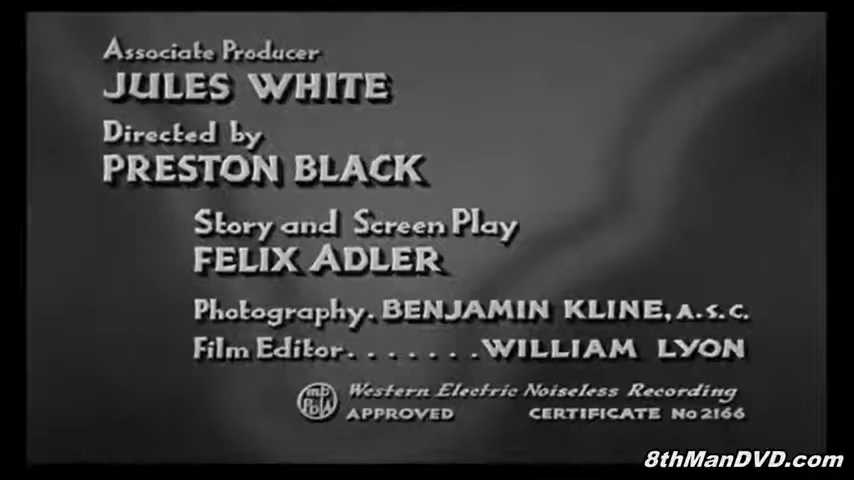 Associate Producer
JULES WHITE
Directed by
PRESTON BLACK
Story and Screen Play
FELIX ADLER
Photography. BENJAMIN KLINE, A.S.C.
Film Editor.......WILLIAM LYON
Western Electric Noiseless Recording
APPROVED CERTIFICATE No 2166
8thManDVD.com